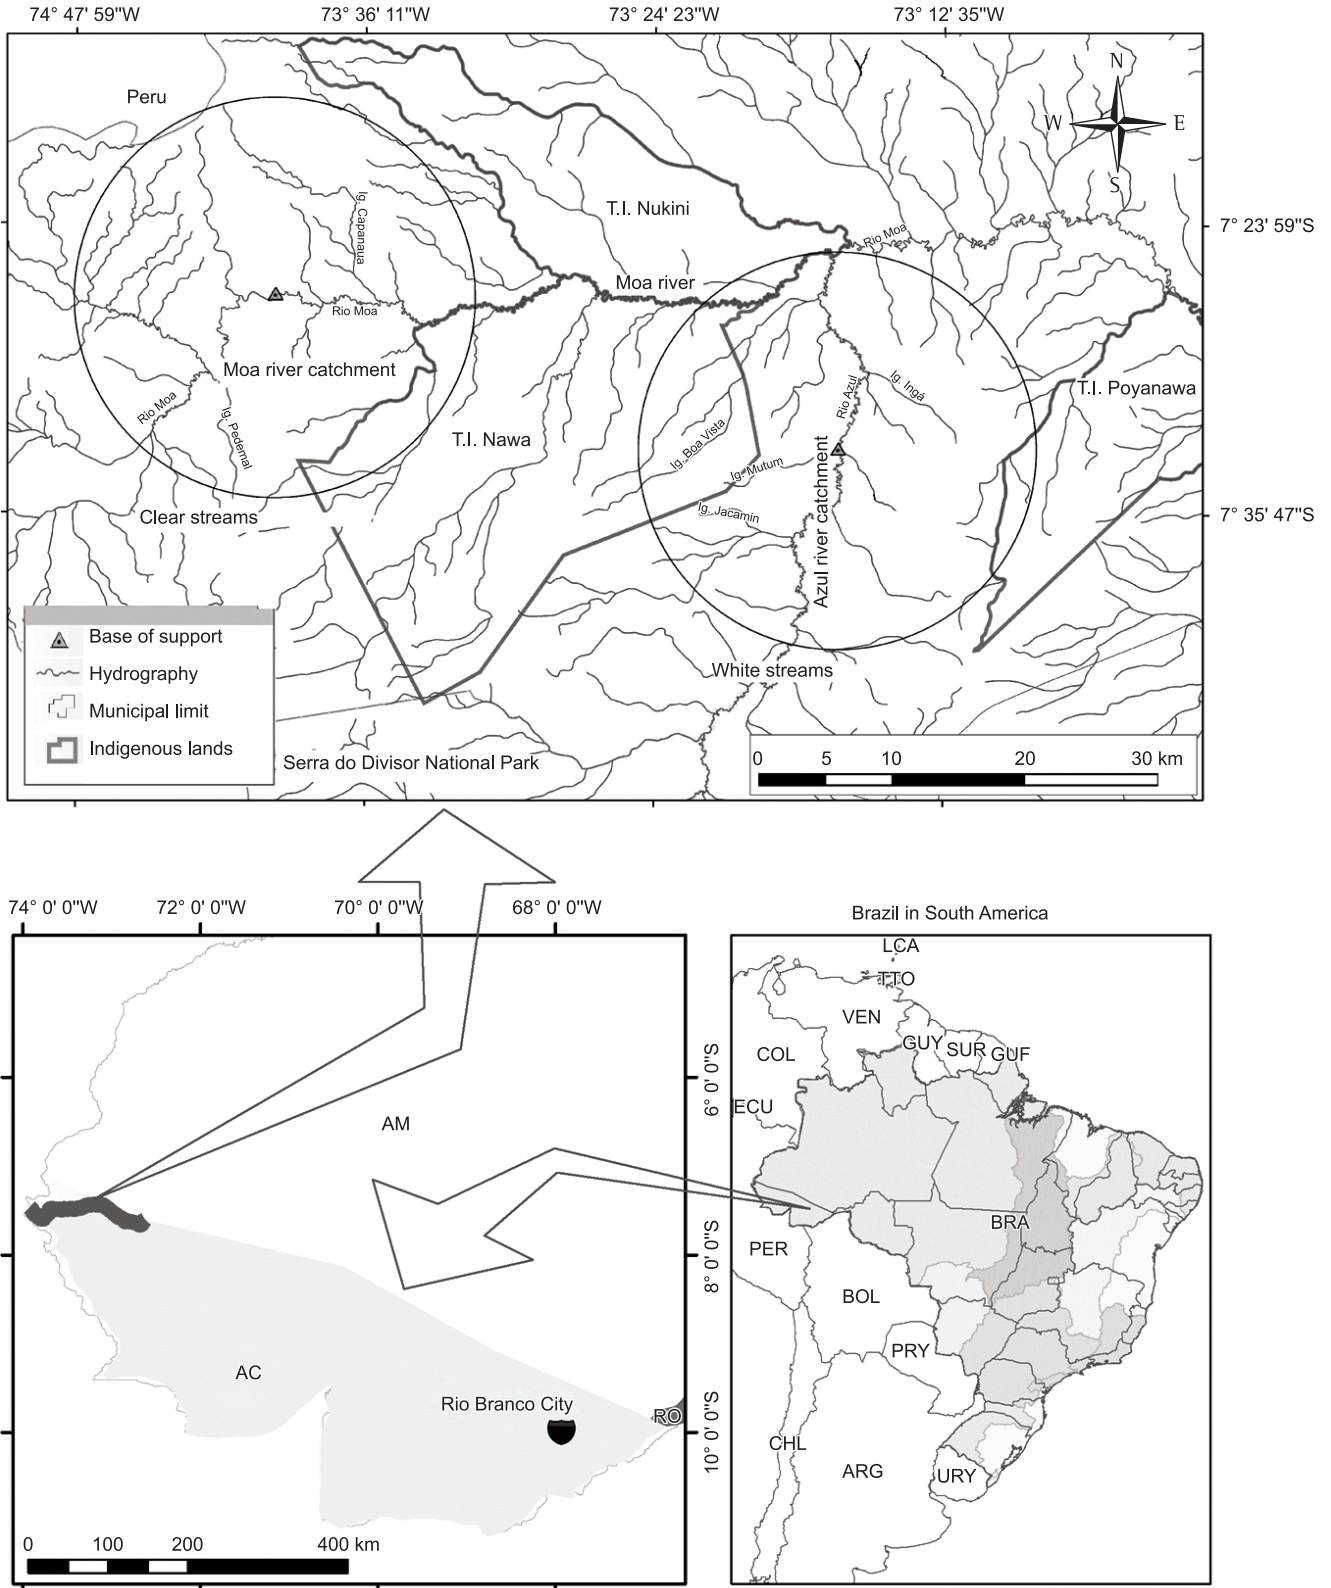 74° 47' 59"W
73° 36' 11"W
73° 24' 23"W
73° 12' 35"W
Peru
N
W
E
S
T.I. Nukini
Ig. Capanaua
7° 23' 59"S
Rio Moa
Moa river
Rio Moa
Moa river catchment
Ig. Ingá
Rio Azul
T.I. Poyanawa
Rio Moa
Ig. Pedernal
T.I. Nawa
Ig. Boa Vista
Ig. Mutum
Clear streams
Ig. Jacamin
7° 35' 47"S
Azul river catchment
Base of support
Hydrography
Municipal limit
Indigenous lands
White streams
Serra do Divisor National Park
0 5 10 20 30 km
74° 0' 0"W
72° 0' 0"W
70° 0' 0"W
68° 0' 0"W
6° 0' 0"S
AM
8° 0' 0"S
AC
Rio Branco City
RO
10° 0' 0"S
0 100 200 400 km
Brazil in South America
LCA
TTO
VEN
GUY
SUR
GUF
COL
ECU
BRA
PER
BOL
PRY
CHL
ARG
URY